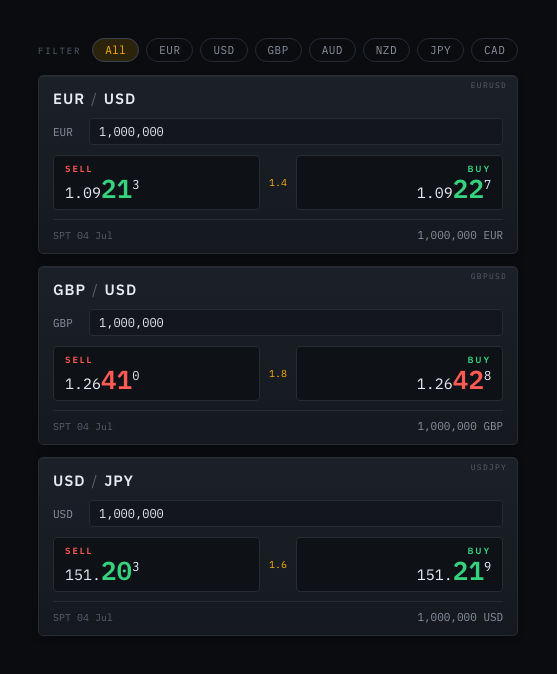 FILTER All EUR USD GBP AUD NZD JPY CAD
EURUSD
EUR / USD
EUR 1,000,000
SELL BUY
1.09213 1.4 1.09227
SPT 04 Jul 1,000,000 EUR
GBPUSD
GBP / USD
GBP 1,000,000
SELL BUY
1.26410 1.8 1.26428
SPT 04 Jul 1,000,000 GBP
USDJPY
USD / JPY
USD 1,000,000
SELL BUY
151.203 1.6 151.219
SPT 04 Jul 1,000,000 USD